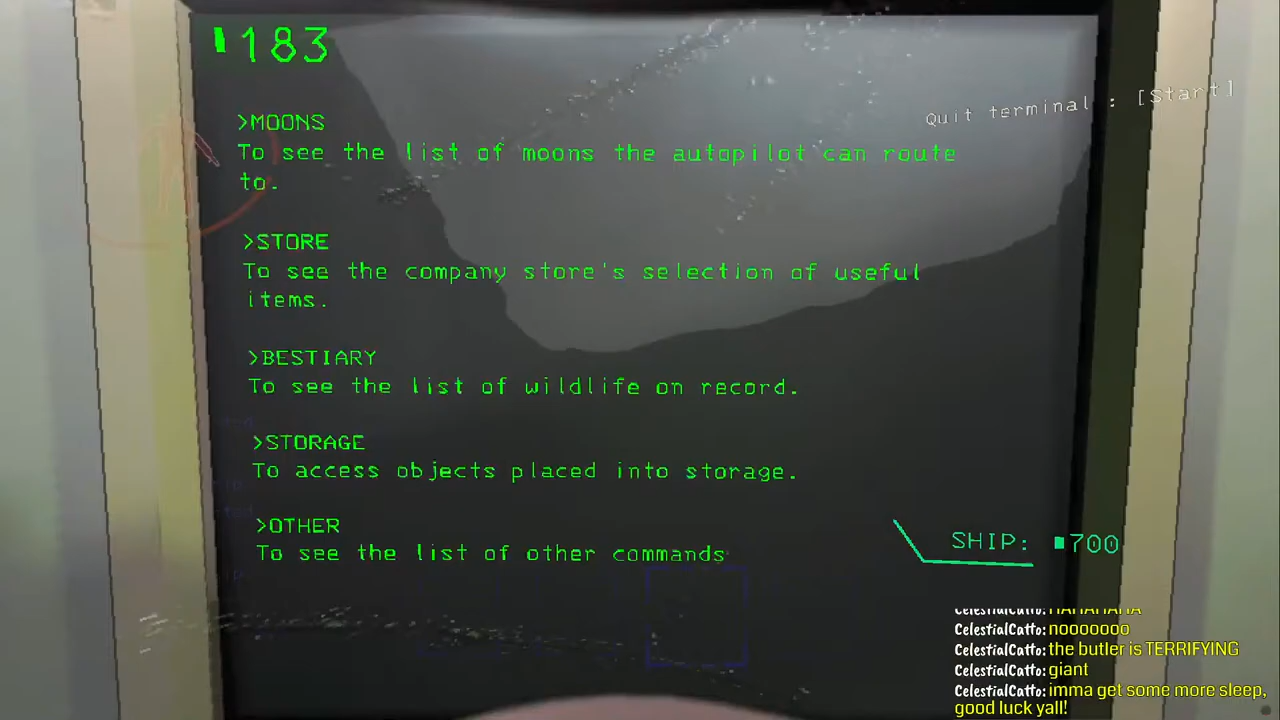 183
Quit terminal : [Start]
>MOONS
To see the list of moons the autopilot can route
to.
>STORE
To see the company store's selection of useful
items.
>BESTIARY
To see the list of wildlife on record.
>STORAGE
To access objects placed into storage.
>OTHER
To see the list of other commands
SHIP: ■700
CelestialCatto: HAHAHAHA
CelestialCatto: nooooooo
CelestialCatto: the butler is TERRIFYING
CelestialCatto: giant
CelestialCatto: imma get some more sleep,
good luck yall!